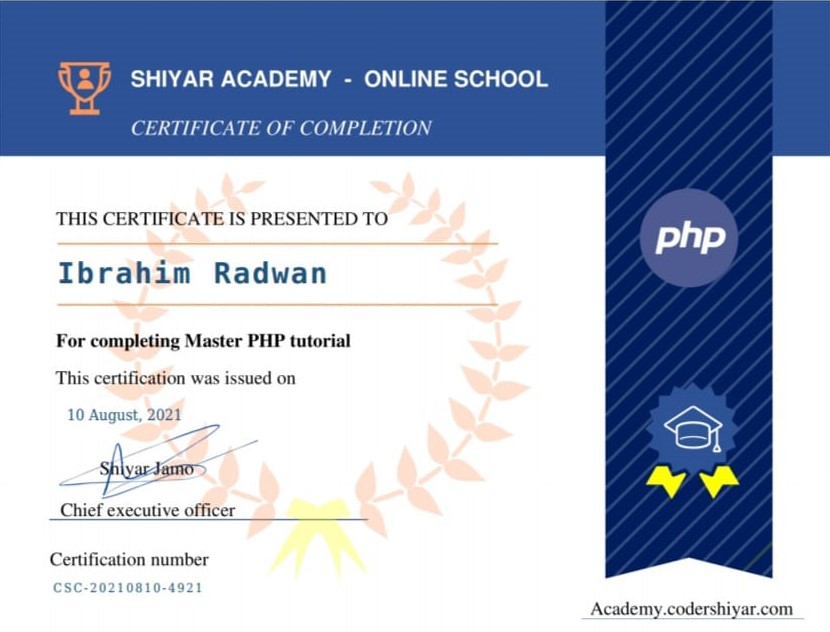 SHIYAR ACADEMY - ONLINE SCHOOL
CERTIFICATE OF COMPLETION
THIS CERTIFICATE IS PRESENTED TO
Ibrahim Radwan
php
For completing Master PHP tutorial
This certification was issued on
10 August, 2021
Shiyar Jamo
Chief executive officer
Certification number
CSC-20210810-4921
Academy.codershiyar.com